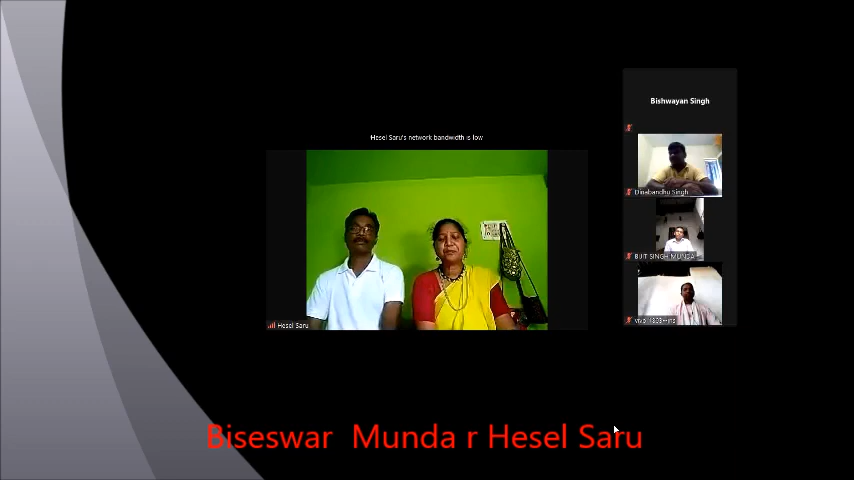 Bishwayan Singh
Hesel Saru's network bandwidth is low
Dinabandhu Singh
BIJIT SINGH MUNDA
Hesel Saru
vivo
Biseswar Munda r Hesel Saru